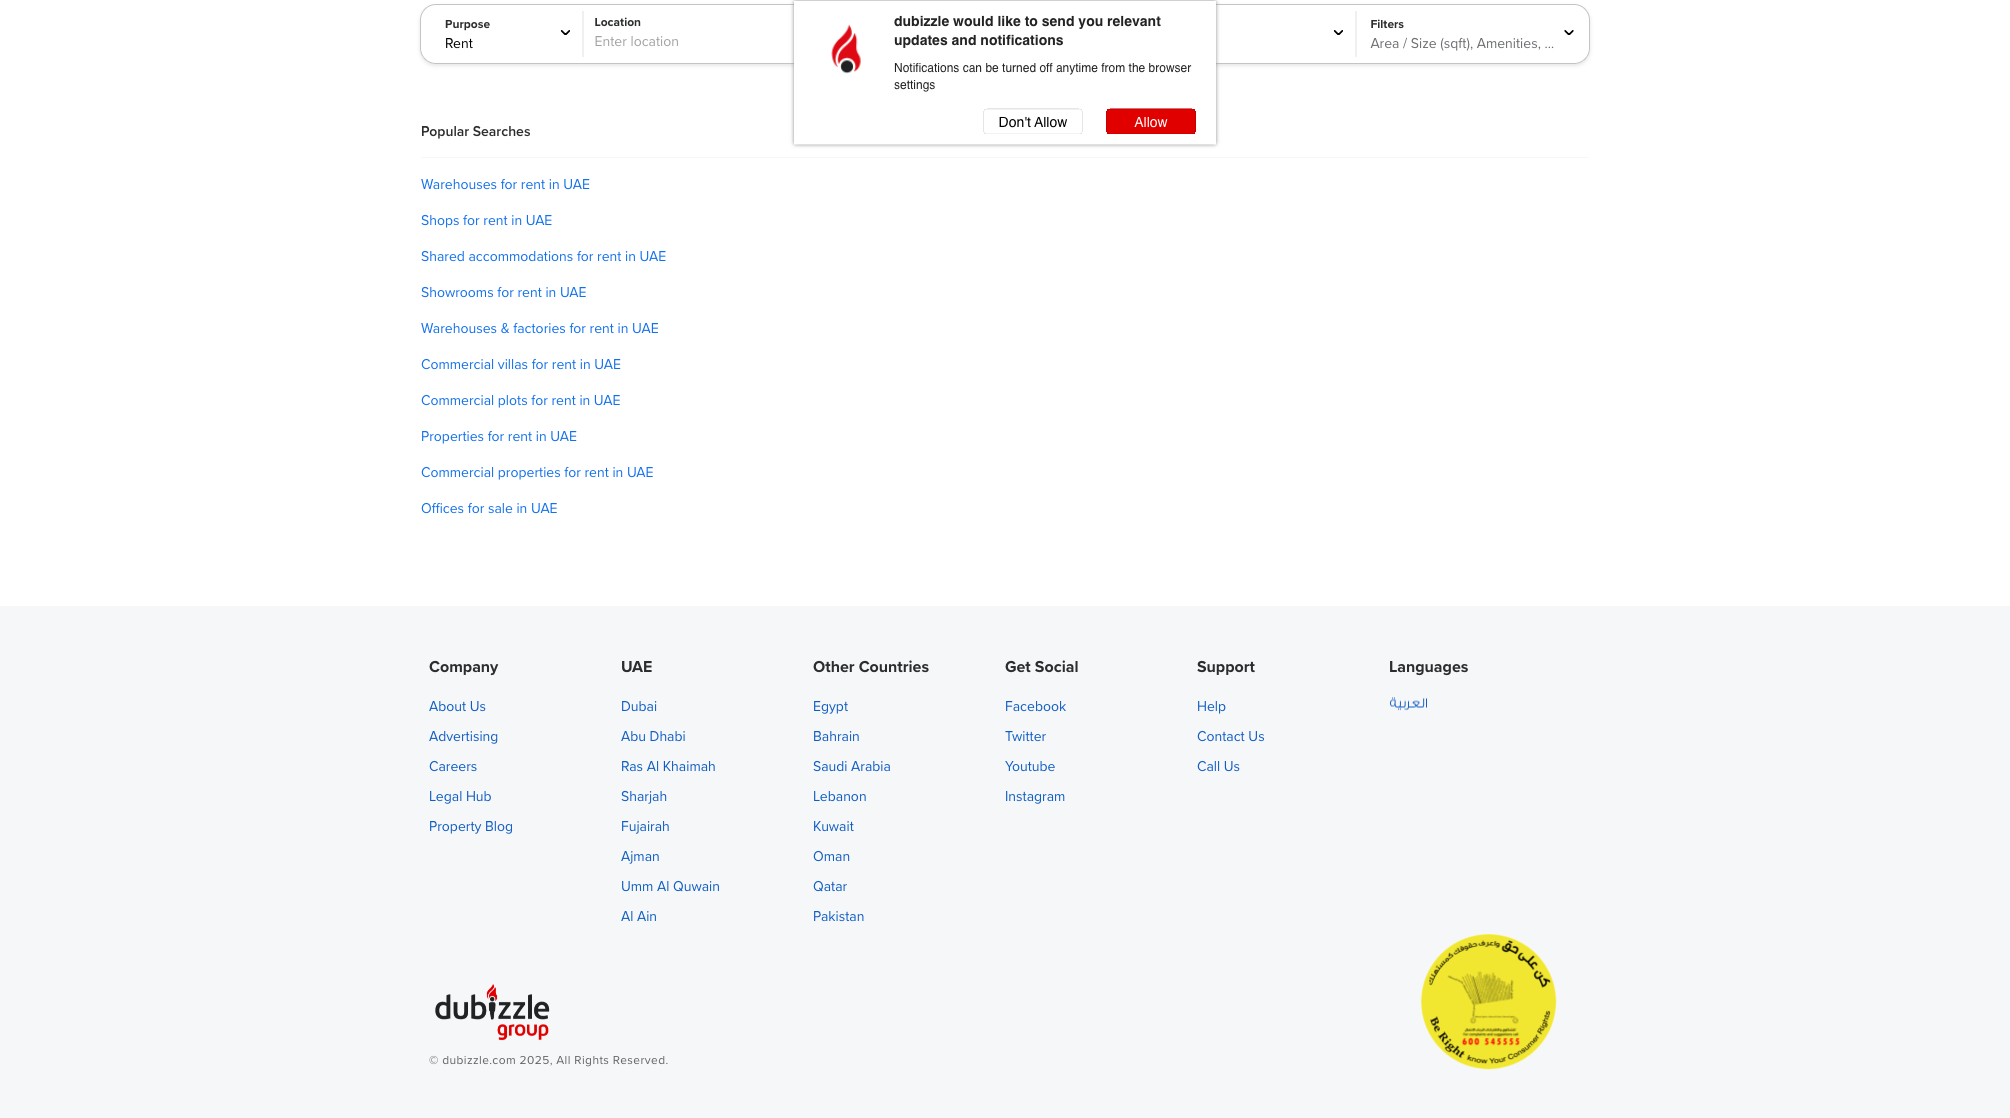 Purpose
Rent
Location
Enter location
Filters
Area / Size (sqft), Amenities, ...
dubizzle would like to send you relevant
updates and notifications
Notifications can be turned off anytime from the browser
settings
Don't Allow
Allow
Popular Searches
Warehouses for rent in UAE
Shops for rent in UAE
Shared accommodations for rent in UAE
Showrooms for rent in UAE
Warehouses & factories for rent in UAE
Commercial villas for rent in UAE
Commercial plots for rent in UAE
Properties for rent in UAE
Commercial properties for rent in UAE
Offices for sale in UAE
Company
About Us
Advertising
Careers
Legal Hub
Property Blog
UAE
Dubai
Abu Dhabi
Ras Al Khaimah
Sharjah
Fujairah
Ajman
Umm Al Quwain
Al Ain
Other Countries
Egypt
Bahrain
Saudi Arabia
Lebanon
Kuwait
Oman
Qatar
Pakistan
Get Social
Facebook
Twitter
Youtube
Instagram
Support
Help
Contact Us
Call Us
Languages
العربية
dubizzle
group
© dubizzle.com 2025, All Rights Reserved.
كن على حق واعرف حقوقك كمستهلك
600 545555
Be Right know Your Consumer Rights